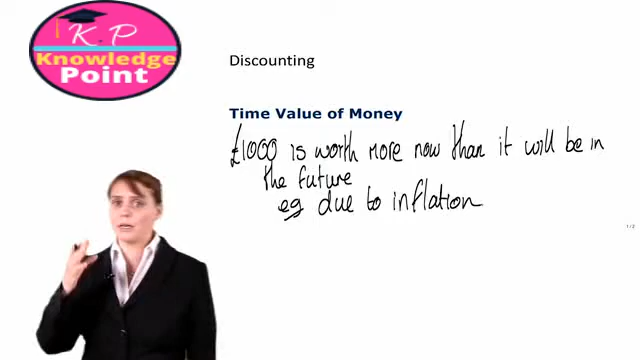 K.P
Knowledge
Point
Discounting
Time Value of Money
£1000 is worth more now than it will be in
the future
eg due to inflation
1 / 2